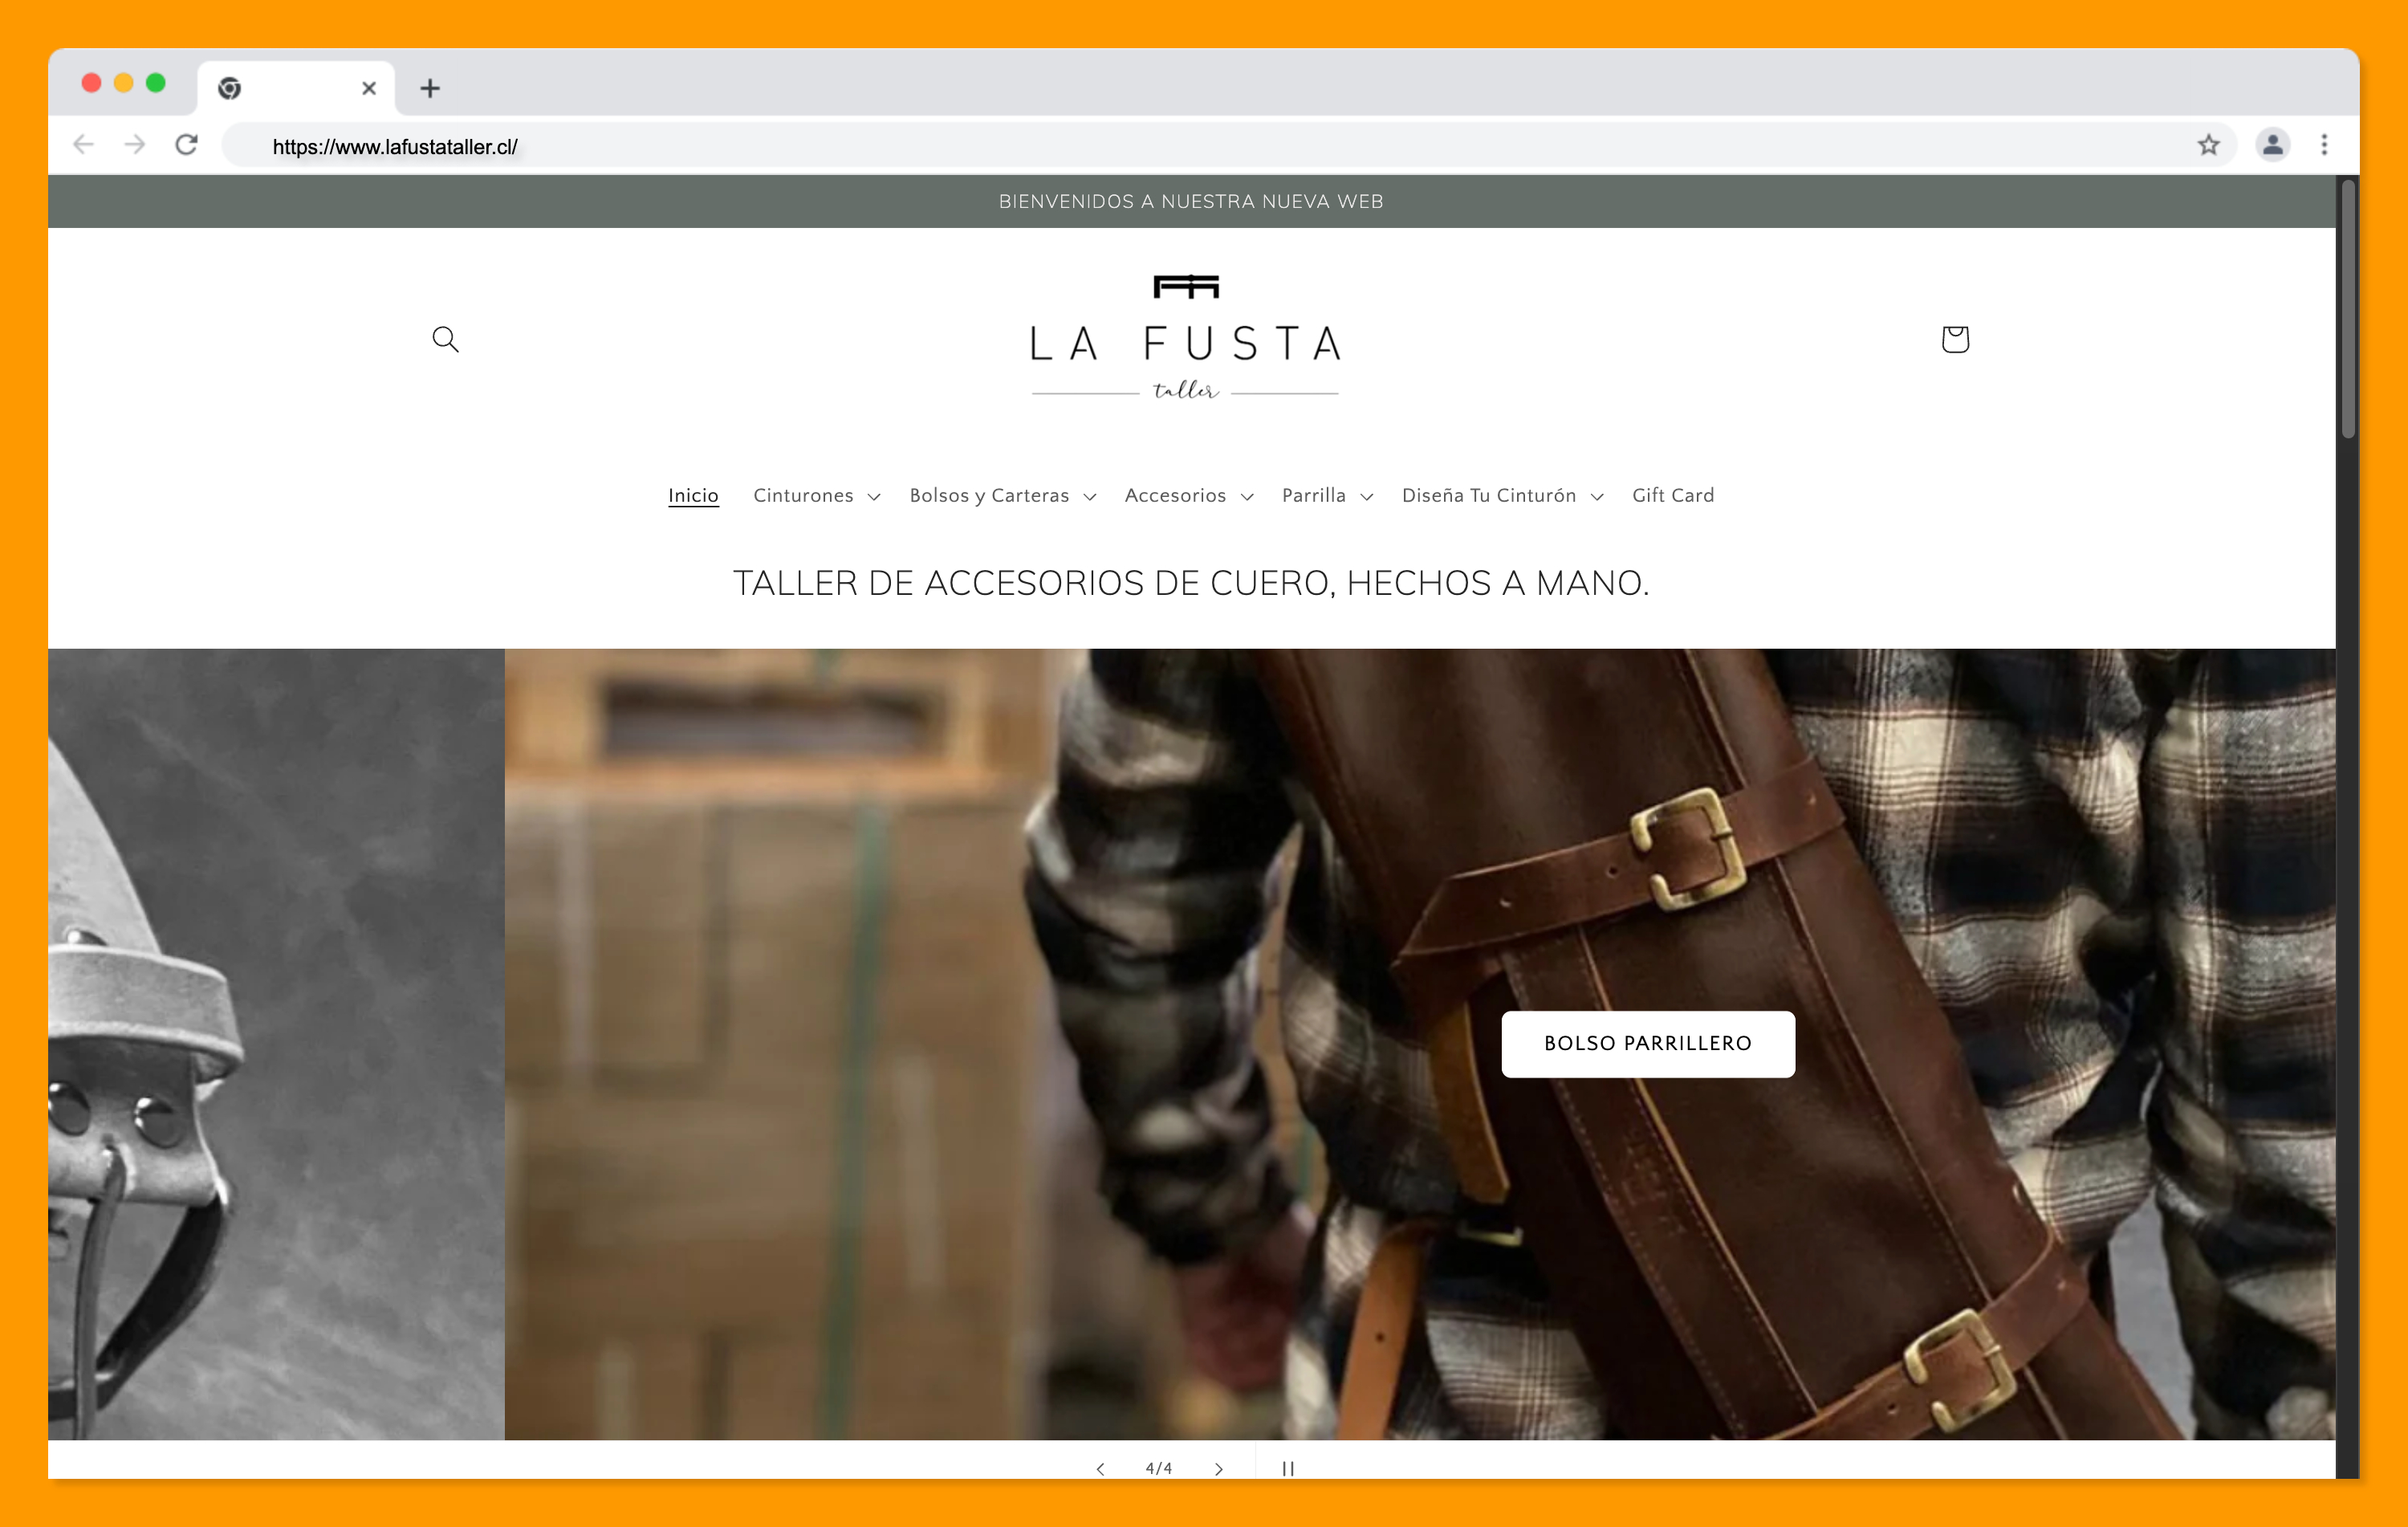 https://www.lafustataller.cl/
BIENVENIDOS A NUESTRA NUEVA WEB
LA FUSTA
taller
Inicio Cinturones Bolsos y Carteras Accesorios Parrilla Diseña Tu Cinturón Gift Card
TALLER DE ACCESORIOS DE CUERO, HECHOS A MANO.
BOLSO PARRILLERO
4/4